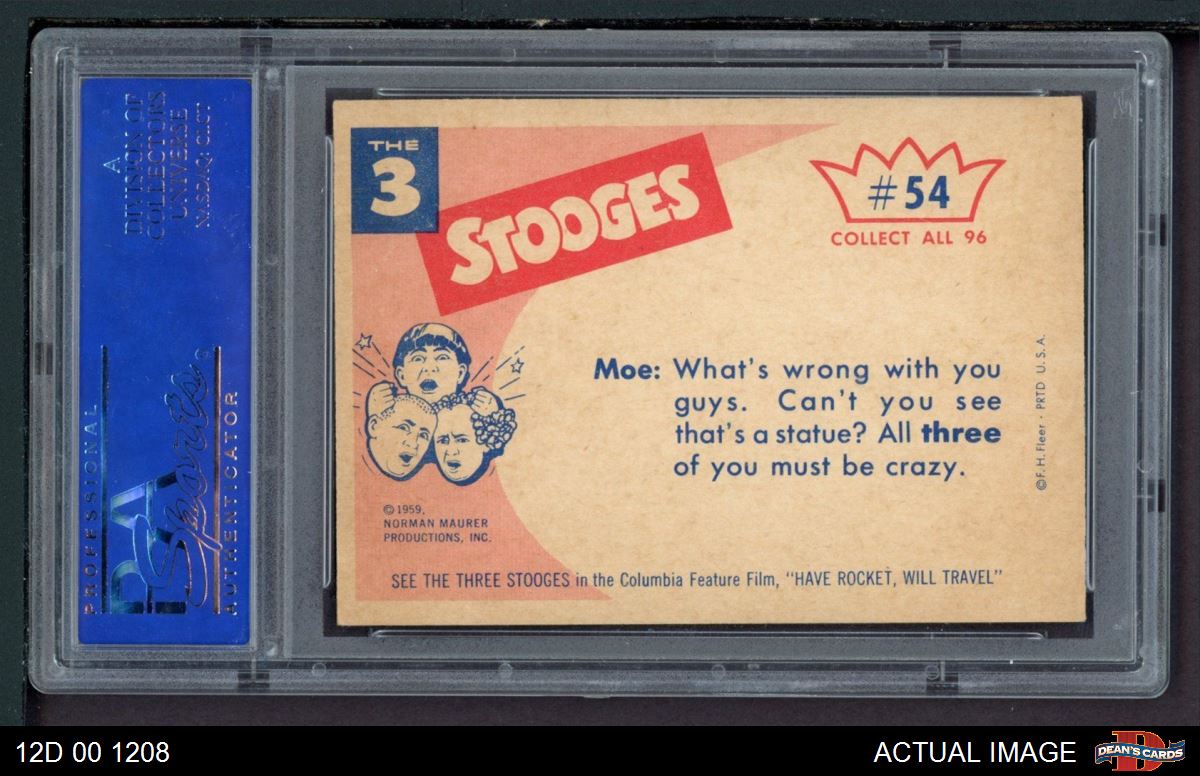 A
DIVISION OF
COLLECTORS
UNIVERSE
NASDAQ: CLCT
PROFESSIONAL
PSA
Sports
AUTHENTICATOR
THE
3
STOOGES
#54
COLLECT ALL 96
Moe: What's wrong with you
guys. Can't you see
that's a statue? All three
of you must be crazy.
© F. H. Fleer · PRTD U. S. A.
© 1959,
NORMAN MAURER
PRODUCTIONS, INC.
SEE THE THREE STOOGES in the Columbia Feature Film, "HAVE ROCKET, WILL TRAVEL"
12D 00 1208
ACTUAL IMAGE
D
DEAN'S CARDS